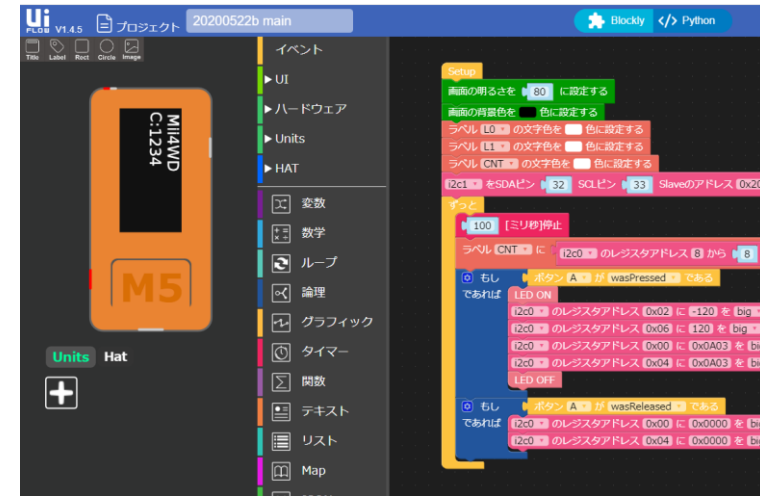 Ui FLOW V1.4.5 プロジェクト 20200522b main Blockly </> Python
Title Label Rect Circle Image
Mii4WD
C:1234
M5
Units Hat
イベント
UI
ハードウェア
Units
HAT
変数
数学
ループ
論理
グラフィック
タイマー
関数
テキスト
リスト
Map
Setup
画面の明るさを 80 に設定する
画面の背景色を 色に設定する
ラベル L0 の文字色を 色に設定する
ラベル L1 の文字色を 色に設定する
ラベル CNT の文字色を 色に設定する
i2c1 をSDAピン 32 SCLピン 33 Slaveのアドレス 0x20
ずっと
100 [ミリ秒]停止
ラベル CNT に i2c0 のレジスタアドレス 8 から 8
もし ボタン A が wasPressed である
であれば LED ON
i2c0 のレジスタアドレス 0x02 に -120 を big
i2c0 のレジスタアドレス 0x06 に 120 を big
i2c0 のレジスタアドレス 0x00 に 0x0A03 を
i2c0 のレジスタアドレス 0x04 に 0x0A03 を
LED OFF
もし ボタン A が wasReleased である
であれば i2c0 のレジスタアドレス 0x00 に 0x0000 を
i2c0 のレジスタアドレス 0x04 に 0x0000 を